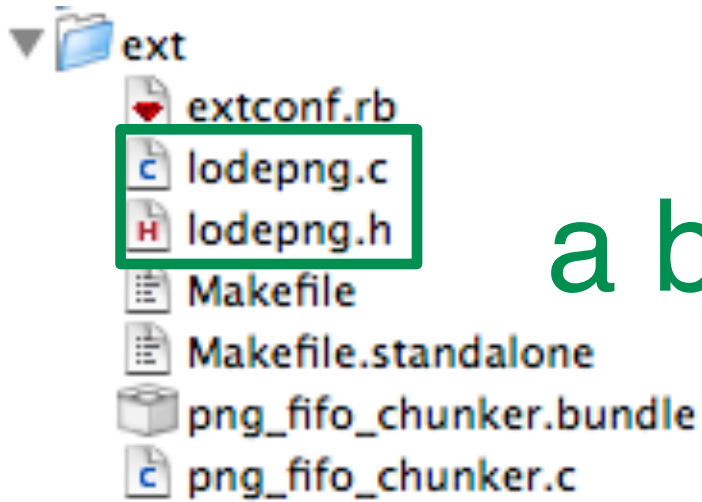 ext
extconf.rb
lodepng.c
lodepng.h
a b
Makefile
Makefile.standalone
png_fifo_chunker.bundle
png_fifo_chunker.c